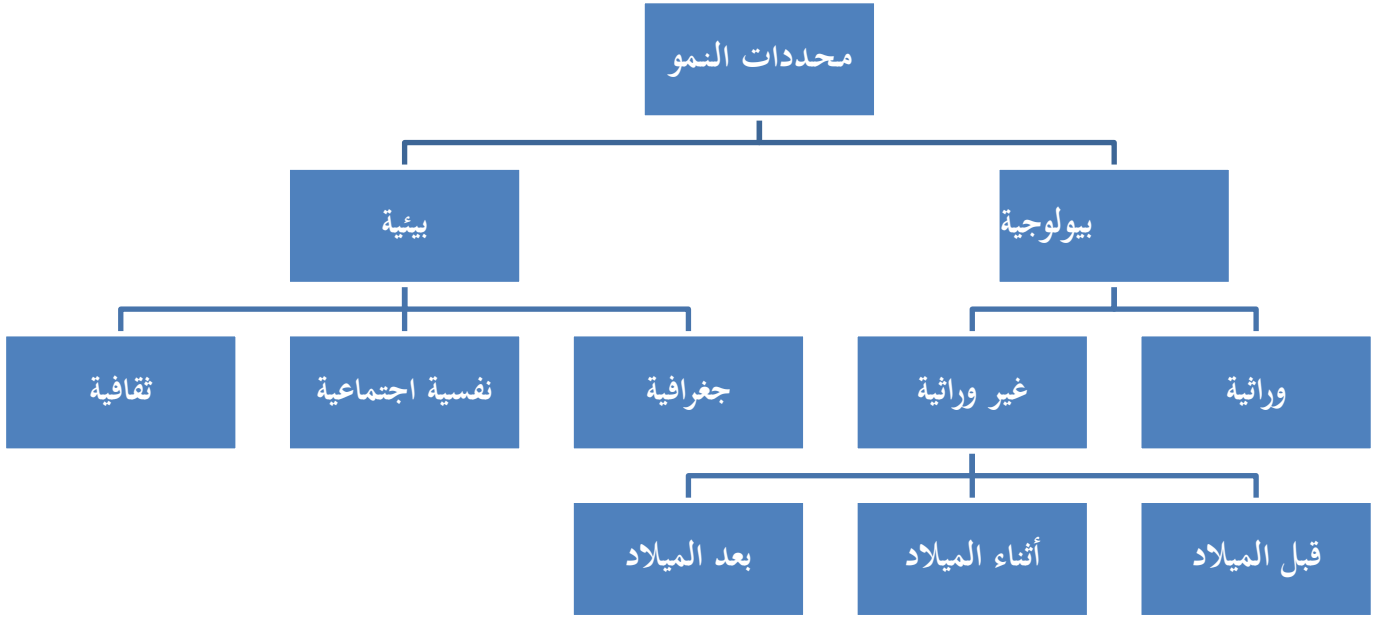 محددات النمو
بيولوجية
بيئية
وراثية
غير وراثية
جغرافية
نفسية اجتماعية
ثقافية
قبل الميلاد
أثناء الميلاد
بعد الميلاد